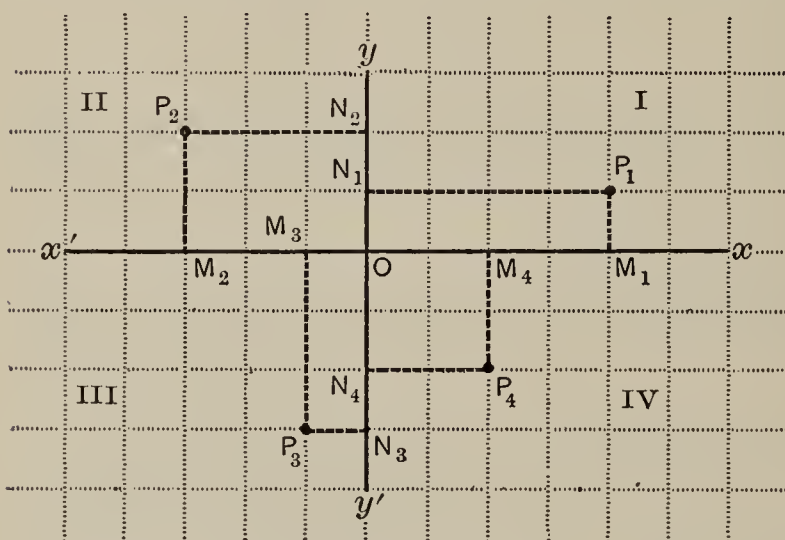 y
II P₂ N₂ I
N₁ P₁
M₃
x′ M₂ O M₄ M₁ x
III N₄ P₄ IV
P₃ N₃
y′